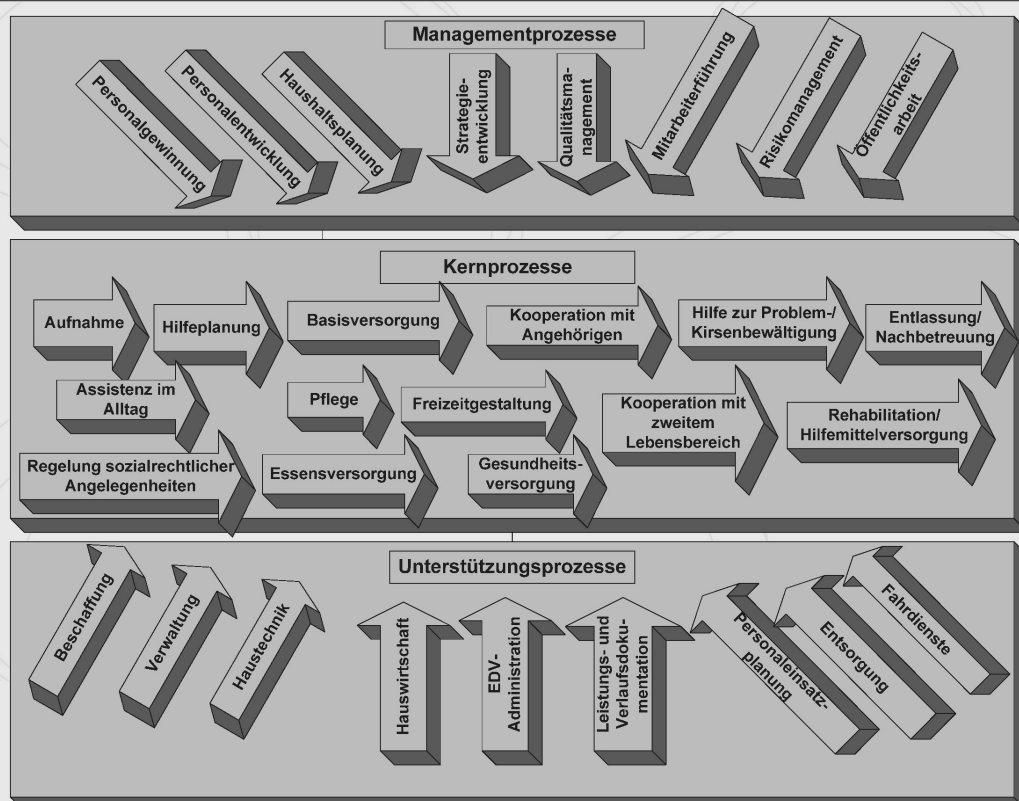 Managementprozesse
Personalgewinnung
Personalentwicklung
Haushaltsplanung
Strategie-
entwicklung
Qualitätsma-
nagement
Mitarbeiterführung
Risikomanagement
Öffentlichkeits-
arbeit
Kernprozesse
Aufnahme
Hilfeplanung
Basisversorgung
Kooperation mit
Angehörigen
Hilfe zur Problem-/
Kirsenbewältigung
Entlassung/
Nachbetreuung
Assistenz im
Alltag
Pflege
Freizeitgestaltung
Kooperation mit
zweitem
Lebensbereich
Rehabilitation/
Hilfemittelversorgung
Regelung sozialrechtlicher
Angelegenheiten
Essensversorgung
Gesundheits-
versorgung
Unterstützungsprozesse
Beschaffung
Verwaltung
Haustechnik
Hauswirtschaft
EDV-
Administration
Leistungs- und
Verlaufsdoku-
mentation
Personaleinsatz-
planung
Entsorgung
Fahrdienste